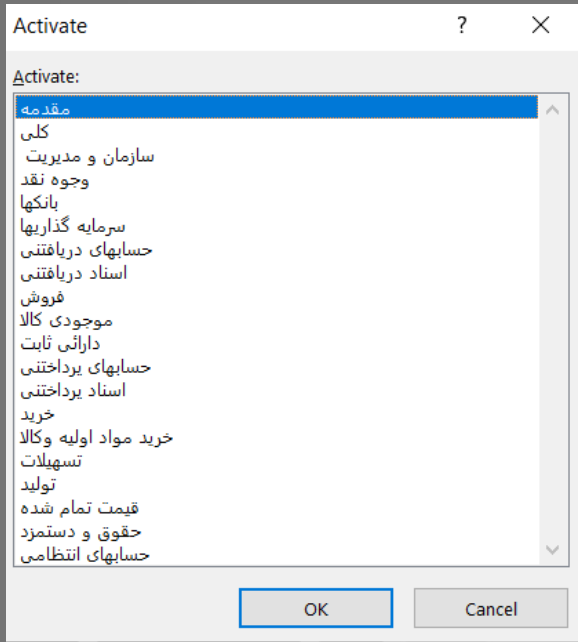 Activate
?
Activate:
مقدمه
کلی
سازمان و مدیریت
وجوه نقد
بانکها
سرمایه گذاریها
حسابهای دریافتنی
اسناد دریافتنی
فروش
موجودی کالا
دارائی ثابت
حسابهای پرداختنی
اسناد پرداختنی
خرید
خرید مواد اولیه وکالا
تسهیلات
تولید
قیمت تمام شده
حقوق و دستمزد
حسابهای انتظامی
OK
Cancel